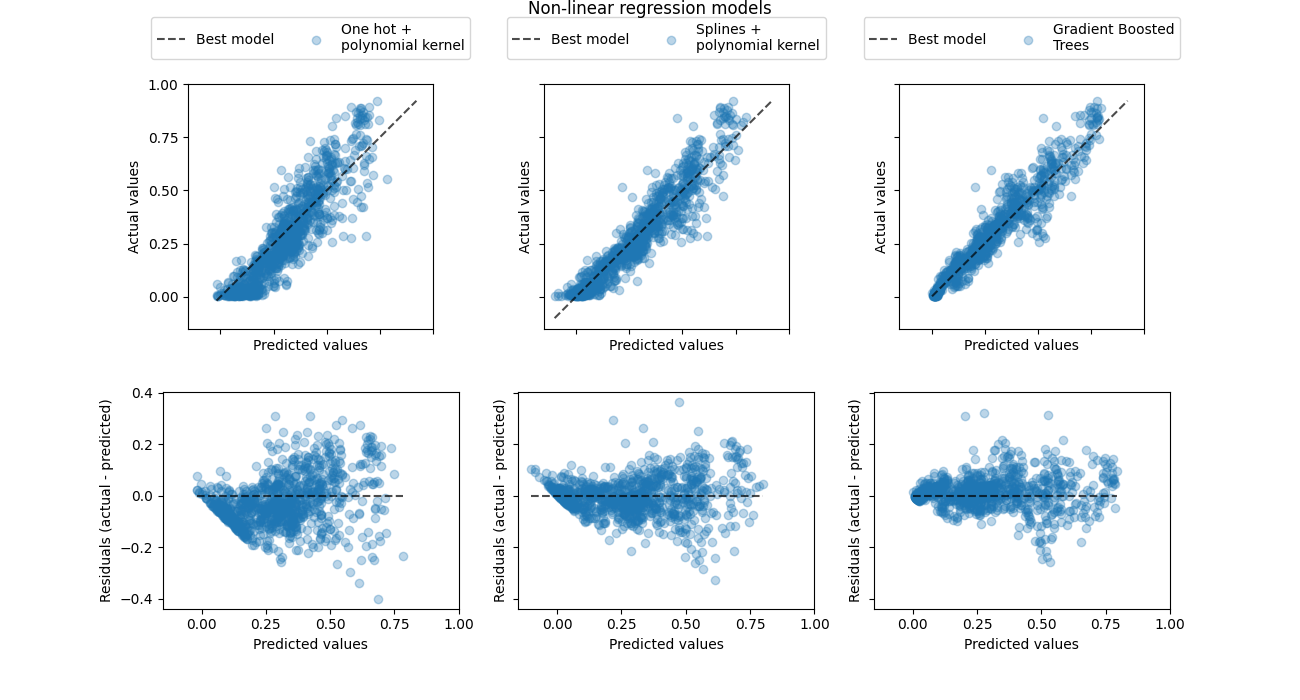 Non-linear regression models
Best model
One hot +
polynomial kernel
Best model
Splines +
polynomial kernel
Best model
Gradient Boosted
Trees
1.00
0.75
0.50
0.25
0.00
Actual values
Actual values
Actual values
Predicted values
Predicted values
Predicted values
0.4
0.2
0.0
−0.2
−0.4
Residuals (actual - predicted)
Residuals (actual - predicted)
Residuals (actual - predicted)
0.00 0.25 0.50 0.75 1.00
0.00 0.25 0.50 0.75 1.00
0.00 0.25 0.50 0.75 1.00
Predicted values
Predicted values
Predicted values